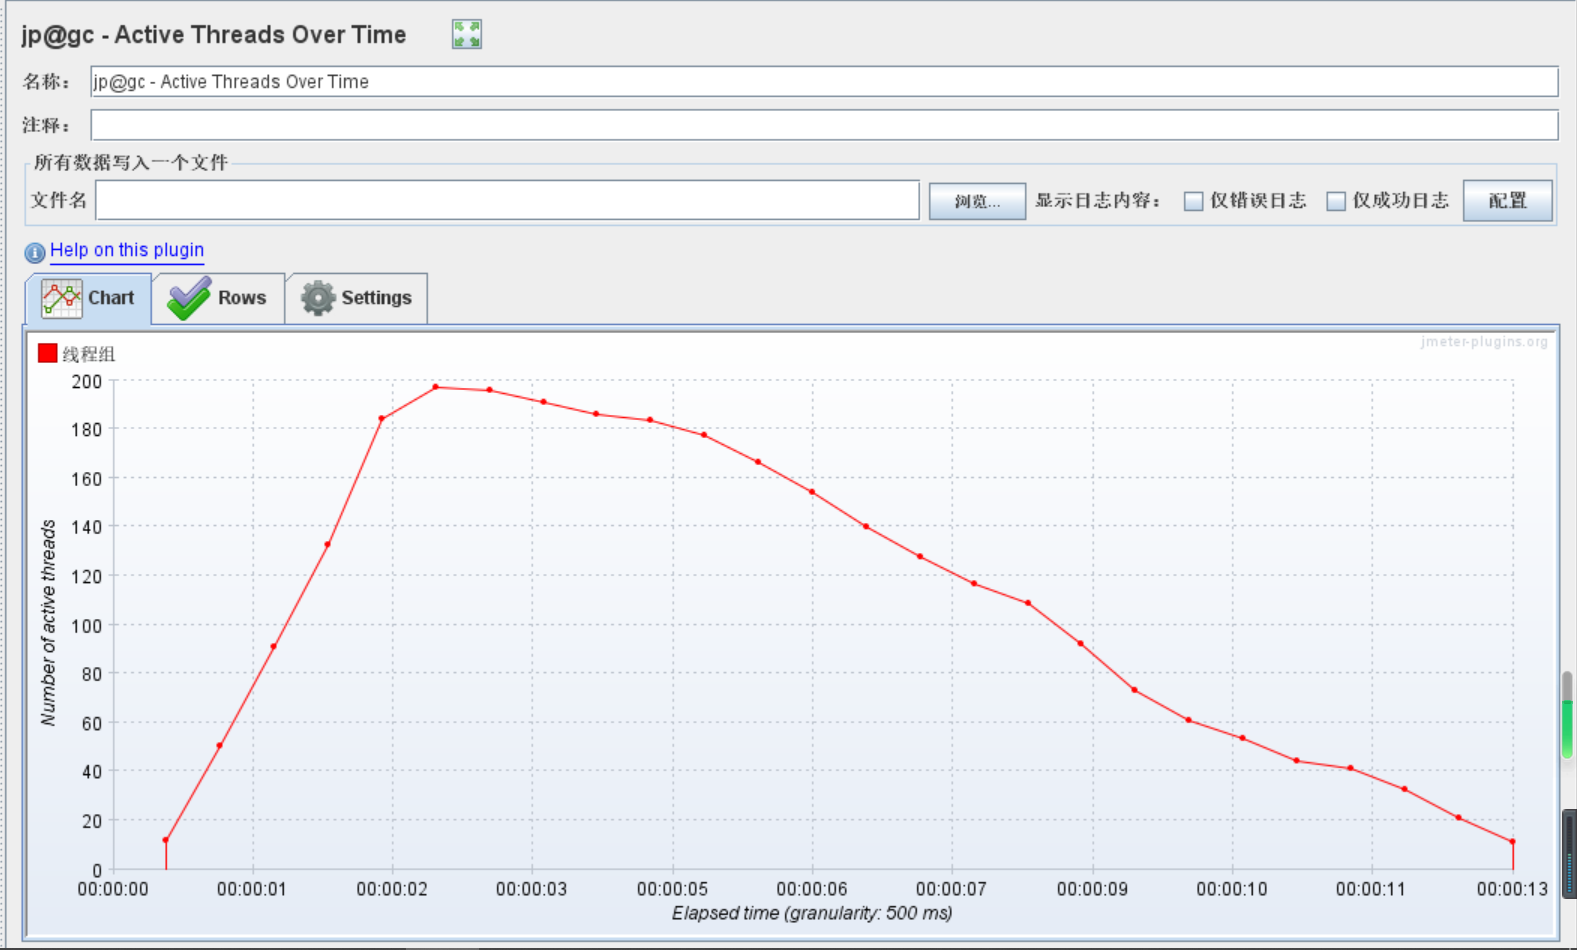 jp@gc - Active Threads Over Time
名称： jp@gc - Active Threads Over Time
注释：
所有数据写入一个文件
文件名 浏览... 显示日志内容： 仅错误日志 仅成功日志 配置
Help on this plugin
Chart Rows Settings
jmeter-plugins.org
线程组
200
180
160
140
120
100
80
60
40
20
0
Number of active threads
00:00:00 00:00:01 00:00:02 00:00:03 00:00:05 00:00:06 00:00:07 00:00:09 00:00:10 00:00:11 00:00:13
Elapsed time (granularity: 500 ms)